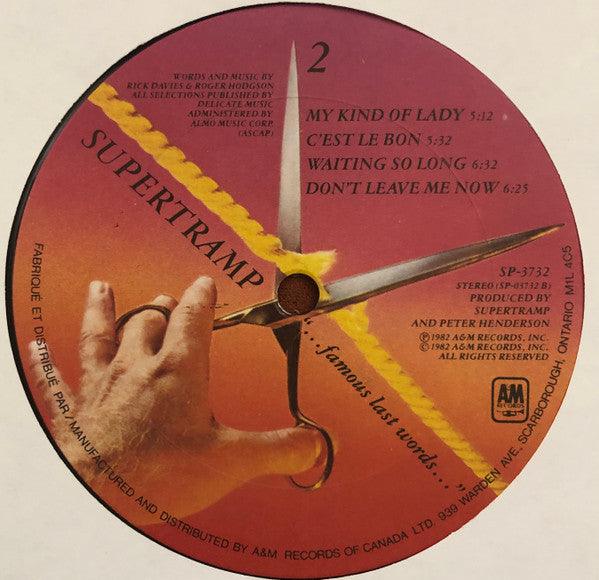 2
WORDS AND MUSIC BY
RICK DAVIES & ROGER HODGSON
ALL SELECTIONS PUBLISHED BY
DELICATE MUSIC
ADMINISTERED BY
ALMO MUSIC CORP.
(ASCAP)
MY KIND OF LADY 5:12
C'EST LE BON 5:32
WAITING SO LONG 6:32
DON'T LEAVE ME NOW 6:25
SUPERTRAMP
"...famous last words..."
SP-3732
STEREO (SP-03732 B)
PRODUCED BY
SUPERTRAMP
AND PETER HENDERSON
℗ 1982 A&M RECORDS, INC.
© 1982 A&M RECORDS, INC.
ALL RIGHTS RESERVED
AM
RECORDS
FABRIQUÉ ET DISTRIBUÉ PAR/MANUFACTURED AND DISTRIBUTED BY A&M RECORDS OF CANADA LTD. 939 WARDEN AVE, SCARBOROUGH, ONTARIO M1L 4C5